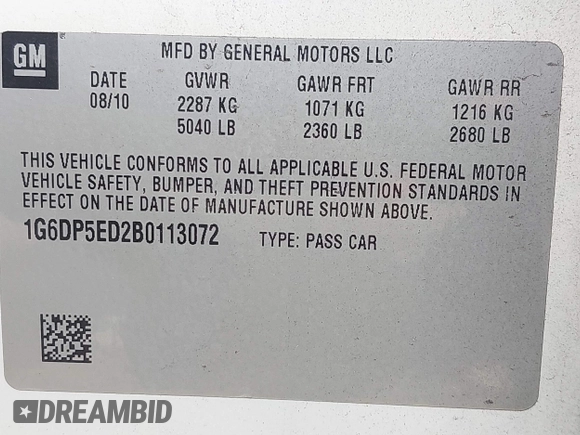 GM
MFD BY GENERAL MOTORS LLC
DATE GVWR GAWR FRT GAWR RR
08/10 2287 KG 1071 KG 1216 KG
5040 LB 2360 LB 2680 LB
THIS VEHICLE CONFORMS TO ALL APPLICABLE U.S. FEDERAL MOTOR
VEHICLE SAFETY, BUMPER, AND THEFT PREVENTION STANDARDS IN
EFFECT ON THE DATE OF MANUFACTURE SHOWN ABOVE.
1G6DP5ED2B0113072 TYPE: PASS CAR
DREAMBID